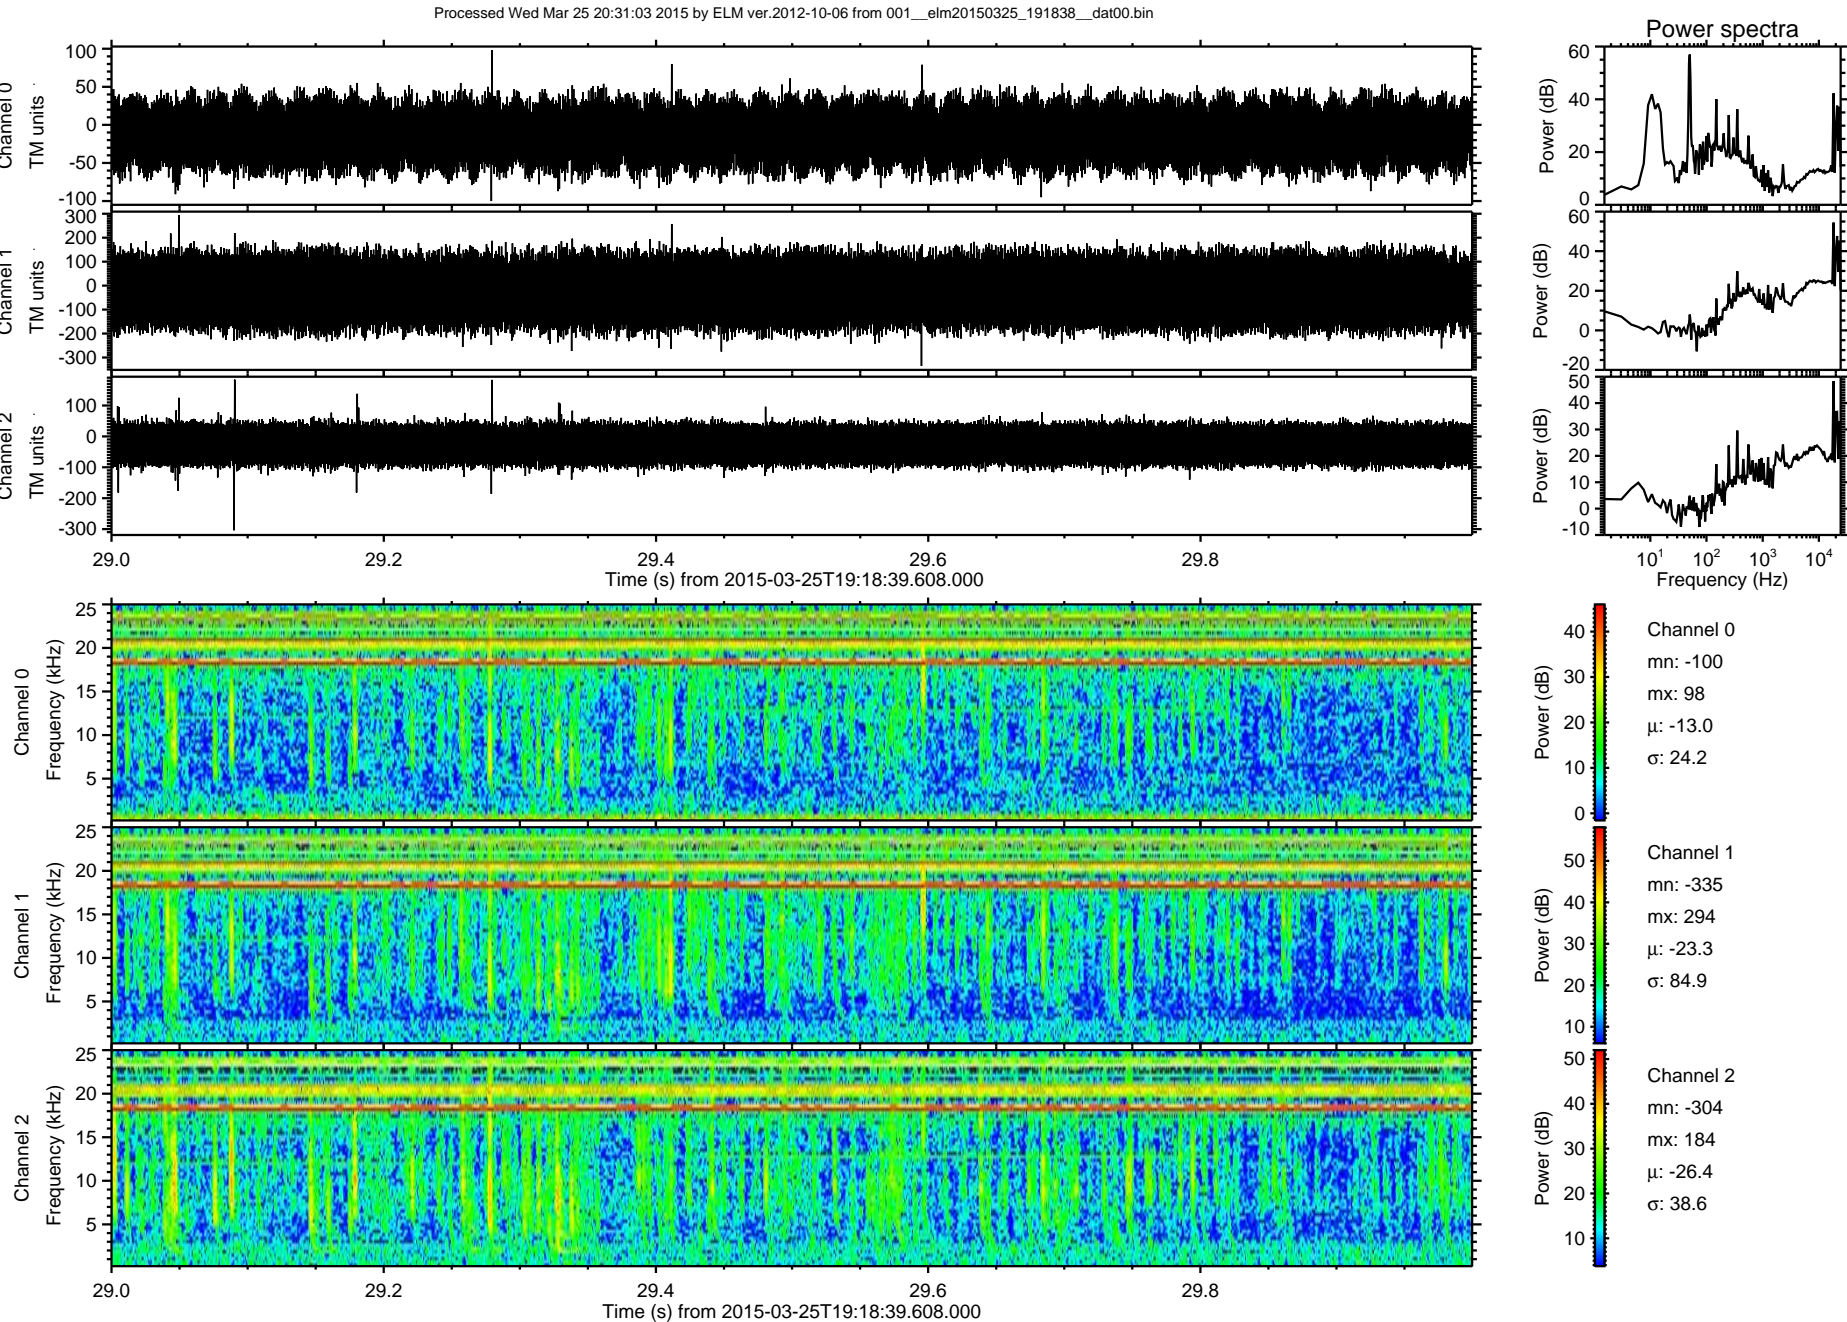 Processed Wed Mar 25 20:31:03 2015 by ELM ver.2012-10-06 from 001__elm20150325_191838__dat00.bin
Power spectra
Channel 0
TM units
100
50
0
-50
-100
Power (dB)
60
40
20
0
Channel 1
TM units
300
200
100
0
-100
-200
-300
Power (dB)
60
40
20
0
-20
Channel 2
TM units
100
0
-100
-200
-300
Power (dB)
50
40
30
20
10
0
-10
29.0 29.2 29.4 29.6 29.8
Time (s) from 2015-03-25T19:18:39.608.000
10¹ 10² 10³ 10⁴
Frequency (Hz)
Channel 0
Frequency (kHz)
25
20
15
10
5
Power (dB)
40
30
20
10
0
Channel 0
mn: -100
mx: 98
μ: -13.0
σ: 24.2
Channel 1
Frequency (kHz)
25
20
15
10
5
Power (dB)
50
40
30
20
10
Channel 1
mn: -335
mx: 294
μ: -23.3
σ: 84.9
Channel 2
Frequency (kHz)
25
20
15
10
5
Power (dB)
50
40
30
20
10
Channel 2
mn: -304
mx: 184
μ: -26.4
σ: 38.6
29.0 29.2 29.4 29.6 29.8
Time (s) from 2015-03-25T19:18:39.608.000